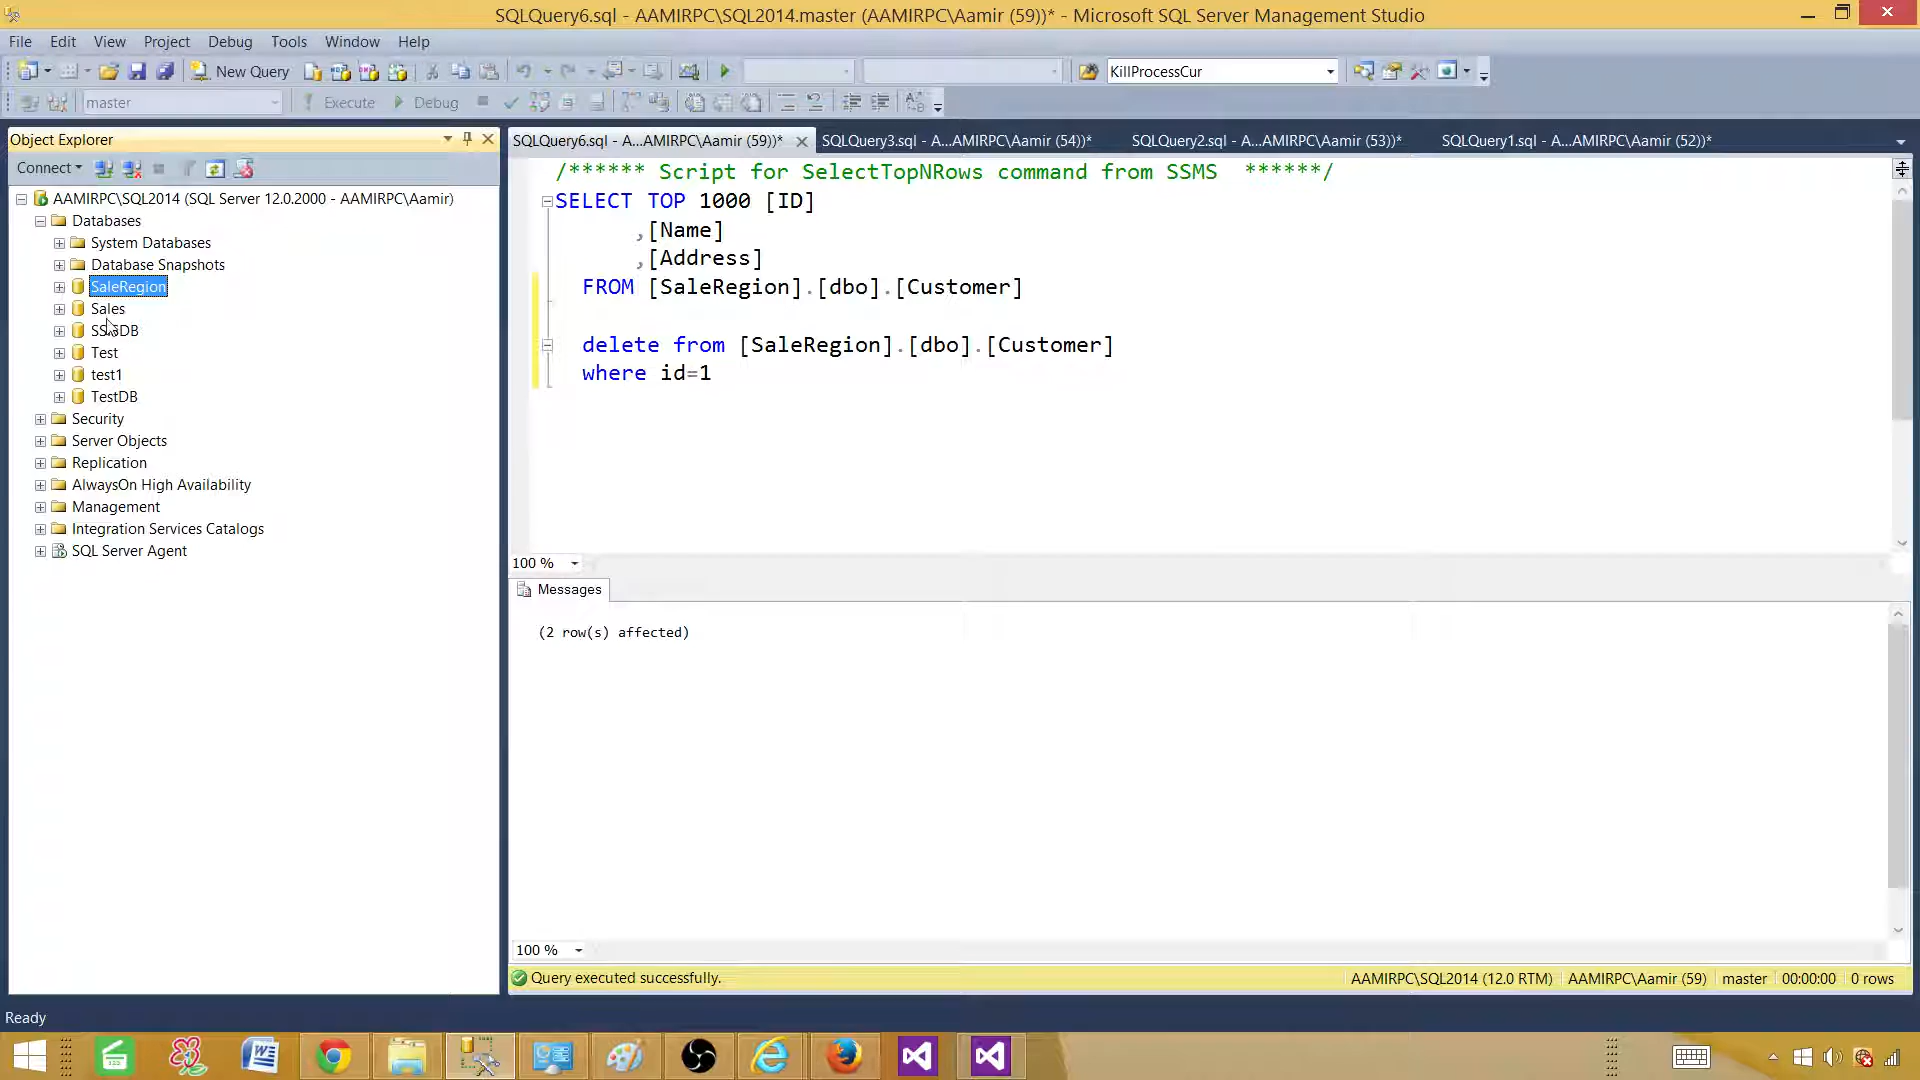 SQLQuery6.sql - AAMIRPC\SQL2014.master (AAMIRPC\Aamir (59))* - Microsoft SQL Server Management Studio
File Edit View Project Debug Tools Window Help
New Query
KillProcessCur
master
Execute
Debug
Object Explorer
Connect
AAMIRPC\SQL2014 (SQL Server 12.0.2000 - AAMIRPC\Aamir)
Databases
System Databases
Database Snapshots
SaleRegion
Sales
SSISDB
Test
test1
TestDB
Security
Server Objects
Replication
AlwaysOn High Availability
Management
Integration Services Catalogs
SQL Server Agent
SQLQuery6.sql - A...AMIRPC\Aamir (59))*
SQLQuery3.sql - A...AMIRPC\Aamir (54))*
SQLQuery2.sql - A...AMIRPC\Aamir (53))*
SQLQuery1.sql - A...AMIRPC\Aamir (52))*
/****** Script for SelectTopNRows command from SSMS ******/
SELECT TOP 1000 [ID]
,[Name]
,[Address]
FROM [SaleRegion].[dbo].[Customer]
delete from [SaleRegion].[dbo].[Customer]
where id=1
100 %
Messages
(2 row(s) affected)
100 %
Query executed successfully.
AAMIRPC\SQL2014 (12.0 RTM)
AAMIRPC\Aamir (59)
master
00:00:00
0 rows
Ready